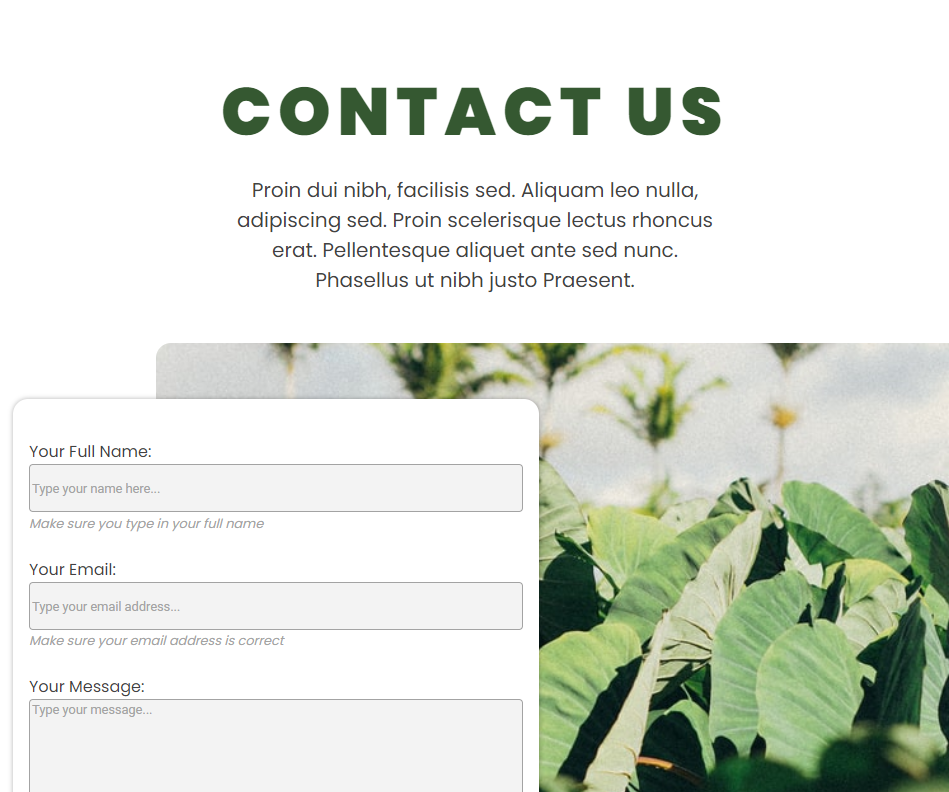 CONTACT US
Proin dui nibh, facilisis sed. Aliquam leo nulla,
adipiscing sed. Proin scelerisque lectus rhoncus
erat. Pellentesque aliquet ante sed nunc.
Phasellus ut nibh justo Praesent.
Your Full Name:
Type your name here...
Make sure you type in your full name
Your Email:
Type your email address...
Make sure your email address is correct
Your Message:
Type your message...